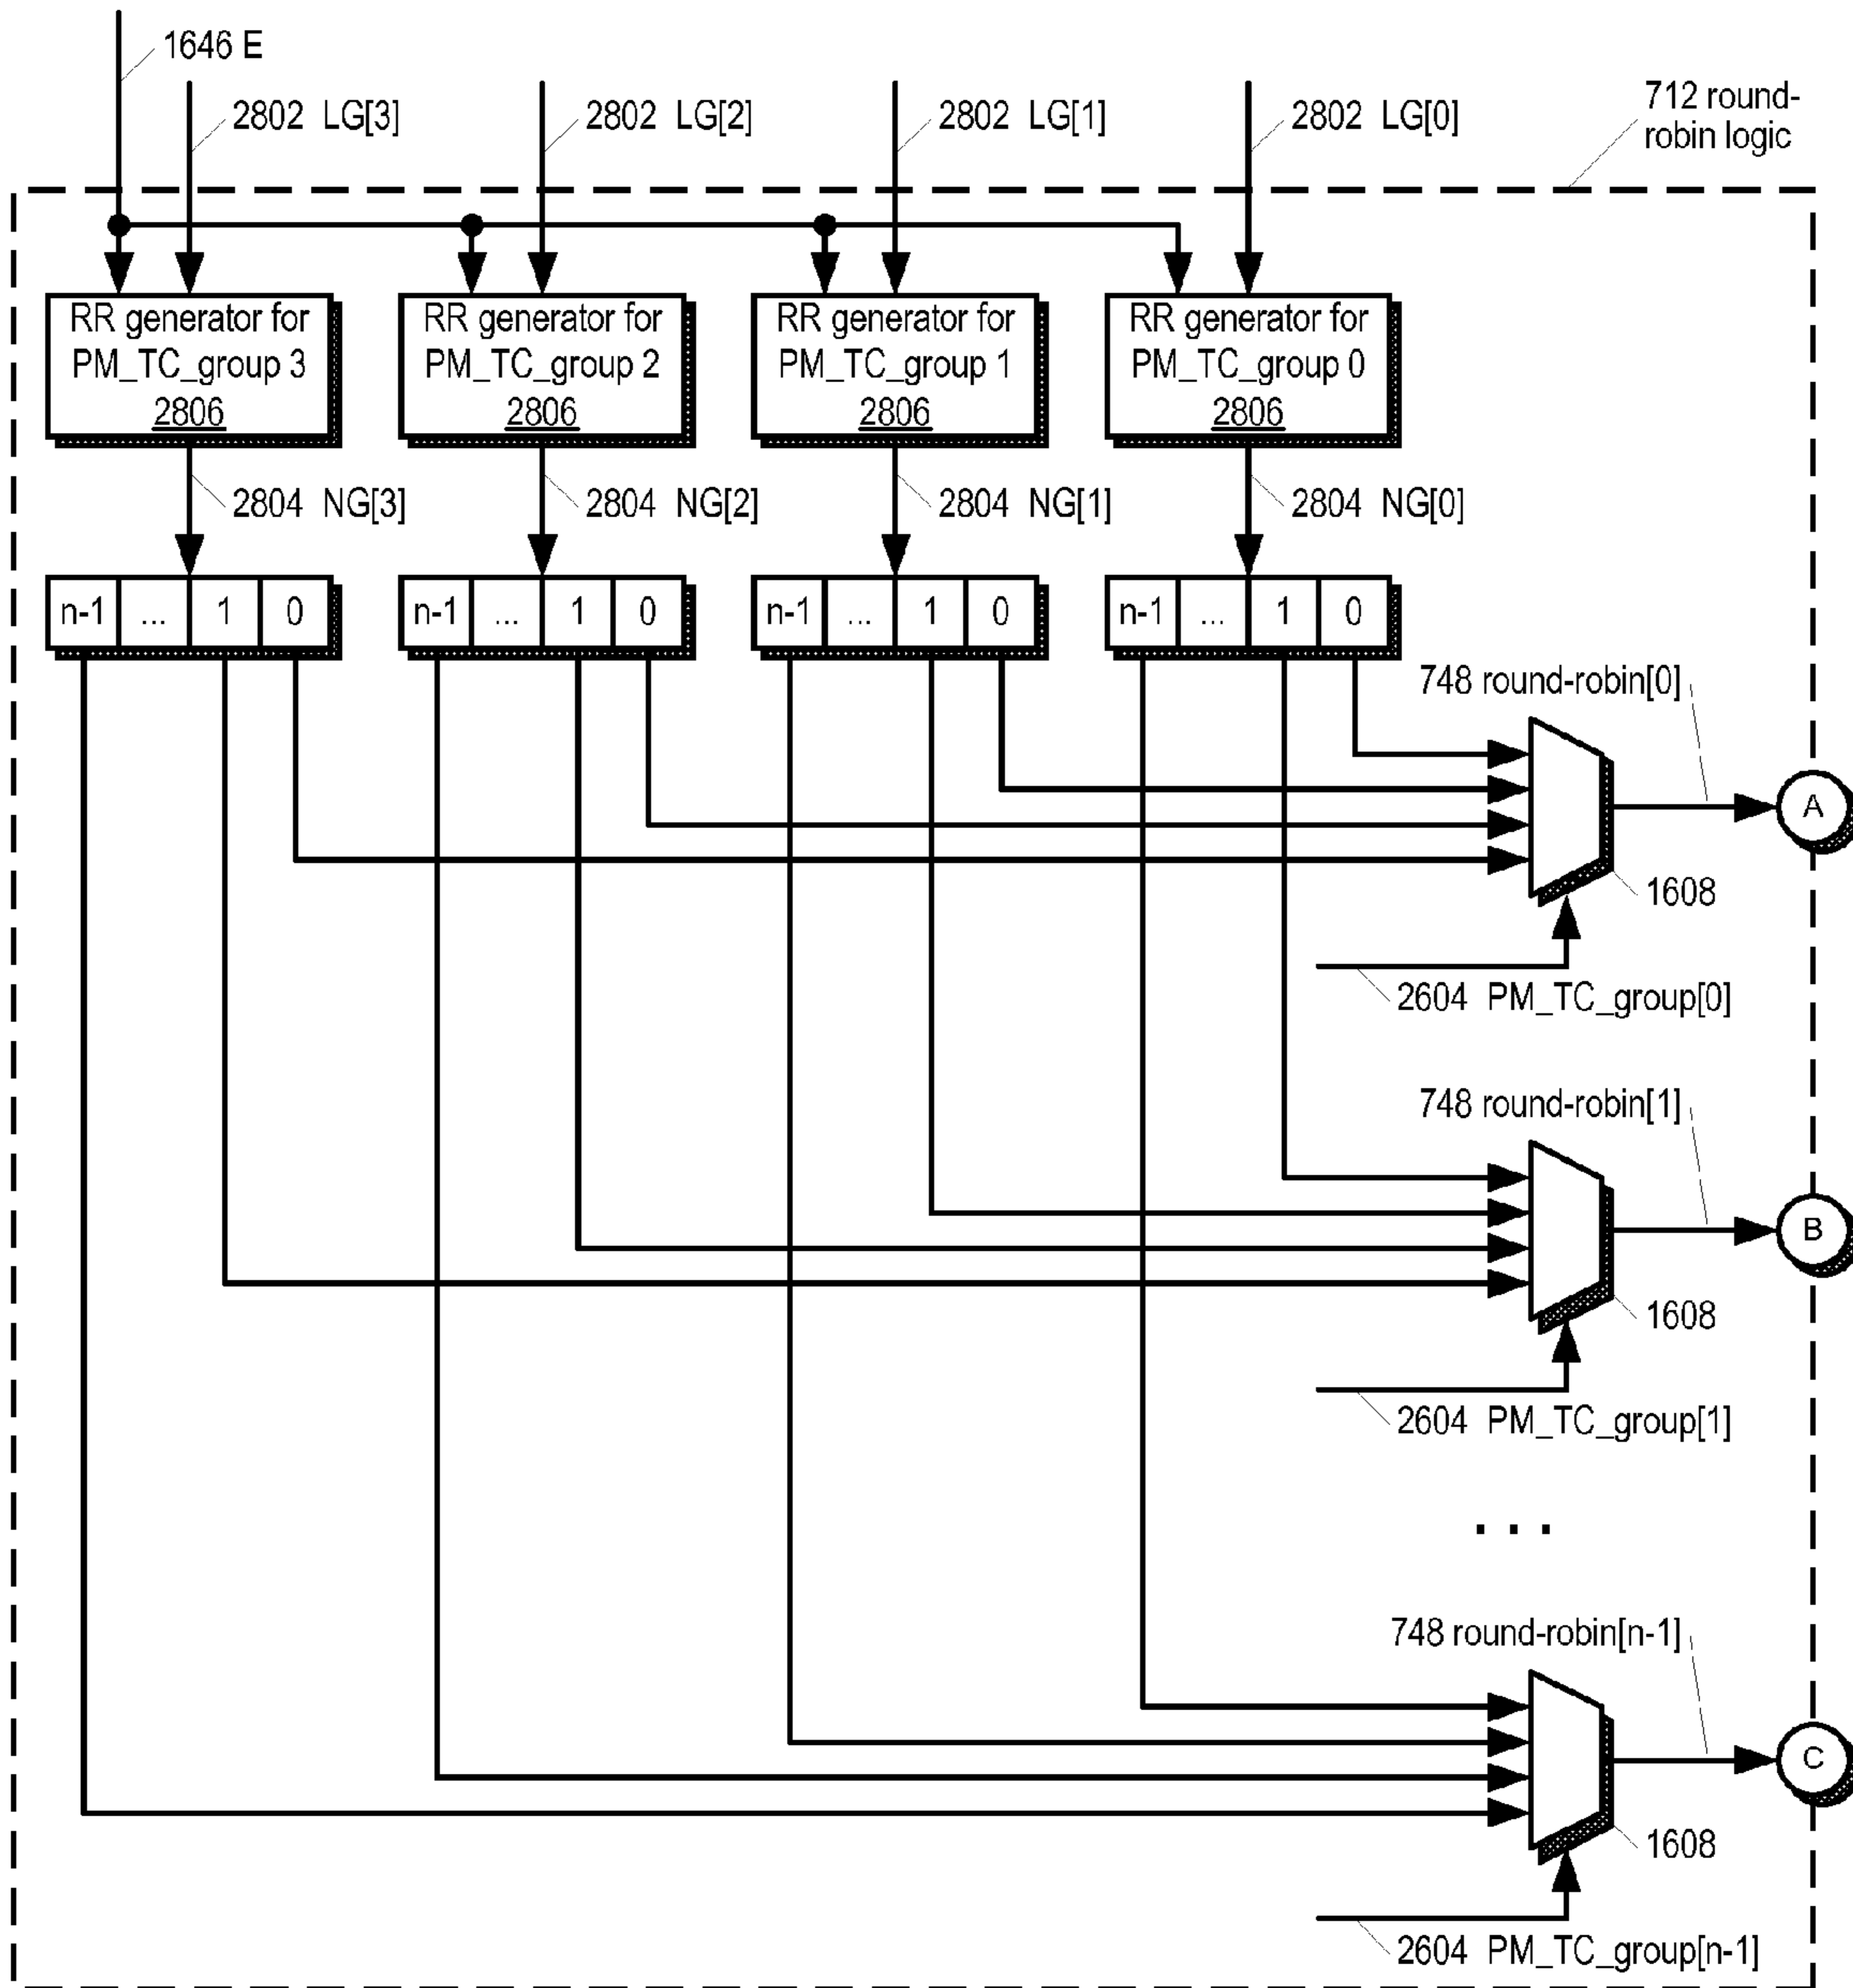 1646 E
2802 LG[3]
2802 LG[2]
2802 LG[1]
2802 LG[0]
712 round-
robin logic
RR generator for
PM_TC_group 3
2806
RR generator for
PM_TC_group 2
2806
RR generator for
PM_TC_group 1
2806
RR generator for
PM_TC_group 0
2806
2804 NG[3]
2804 NG[2]
2804 NG[1]
2804 NG[0]
n-1 ... 1 0
n-1 ... 1 0
n-1 ... 1 0
n-1 ... 1 0
748 round-robin[0]
A
1608
2604 PM_TC_group[0]
748 round-robin[1]
B
1608
2604 PM_TC_group[1]
. . .
748 round-robin[n-1]
C
1608
2604 PM_TC_group[n-1]